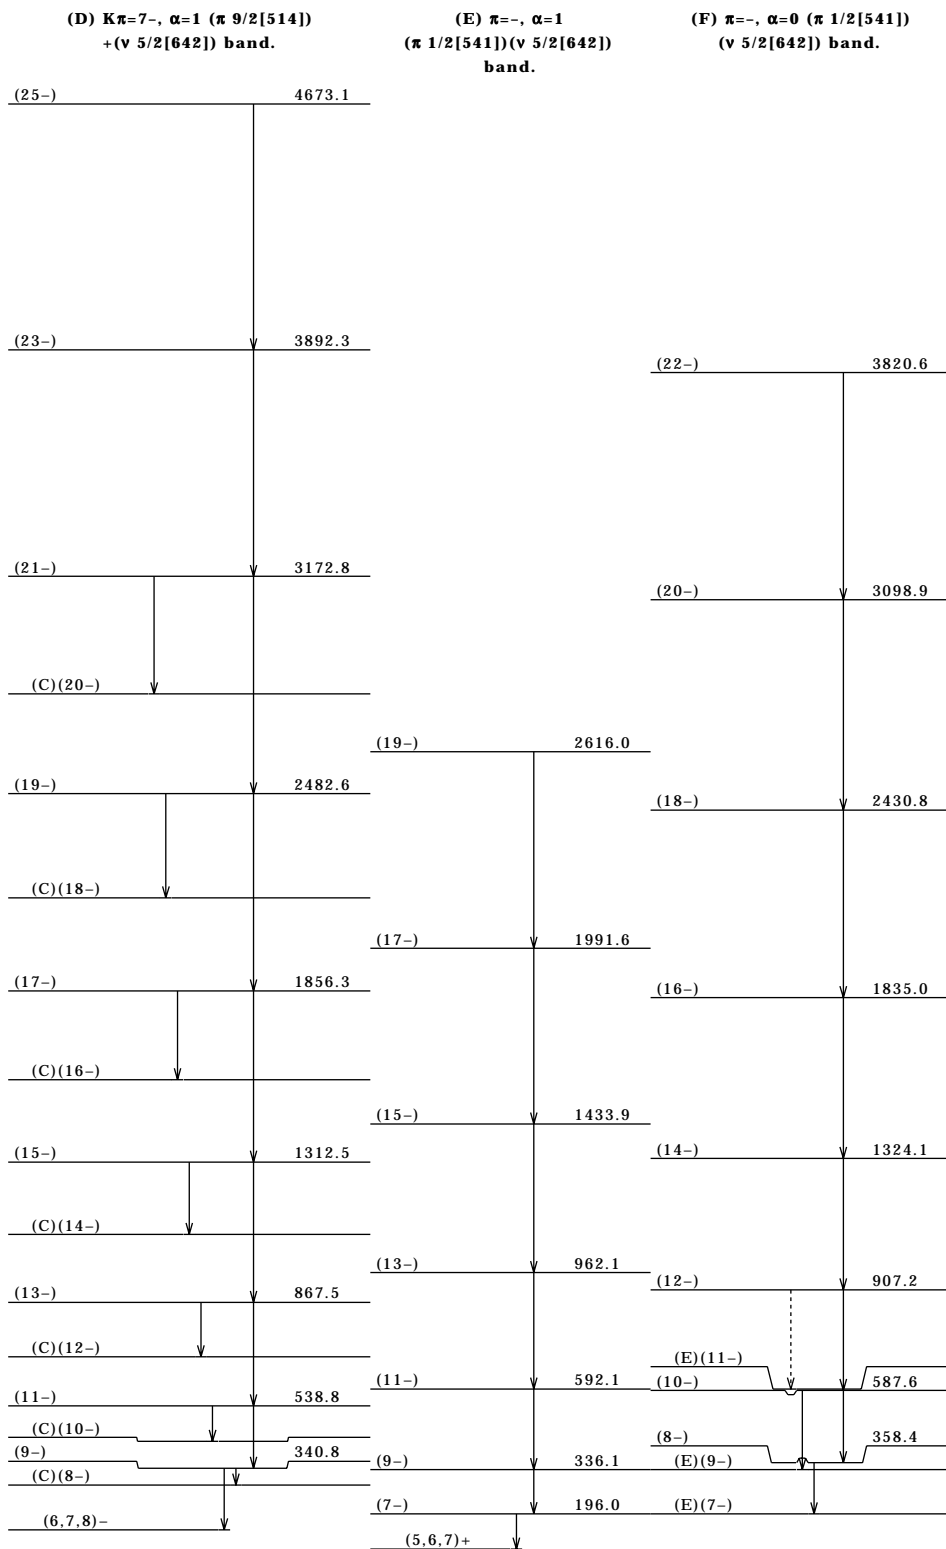 (D) Kπ=7–, α=1 (π 9/2[514])
+(ν 5/2[642]) band.
(25–) 4673.1
(23–) 3892.3
(21–) 3172.8
(C)(20–)
(19–) 2482.6
(C)(18–)
(17–) 1856.3
(C)(16–)
(15–) 1312.5
(C)(14–)
(13–) 867.5
(C)(12–)
(11–) 538.8
(C)(10–)
(9–) 340.8
(C)(8–)
(6,7,8)–
(E) π=–, α=1
(π 1/2[541])(ν 5/2[642])
band.
(19–) 2616.0
(17–) 1991.6
(15–) 1433.9
(13–) 962.1
(11–) 592.1
(9–) 336.1
(7–) 196.0
(5,6,7)+
(F) π=–, α=0 (π 1/2[541])
(ν 5/2[642]) band.
(22–) 3820.6
(20–) 3098.9
(18–) 2430.8
(16–) 1835.0
(14–) 1324.1
(12–) 907.2
(E)(11–)
(10–) 587.6
(8–) 358.4
(E)(9–)
(E)(7–)